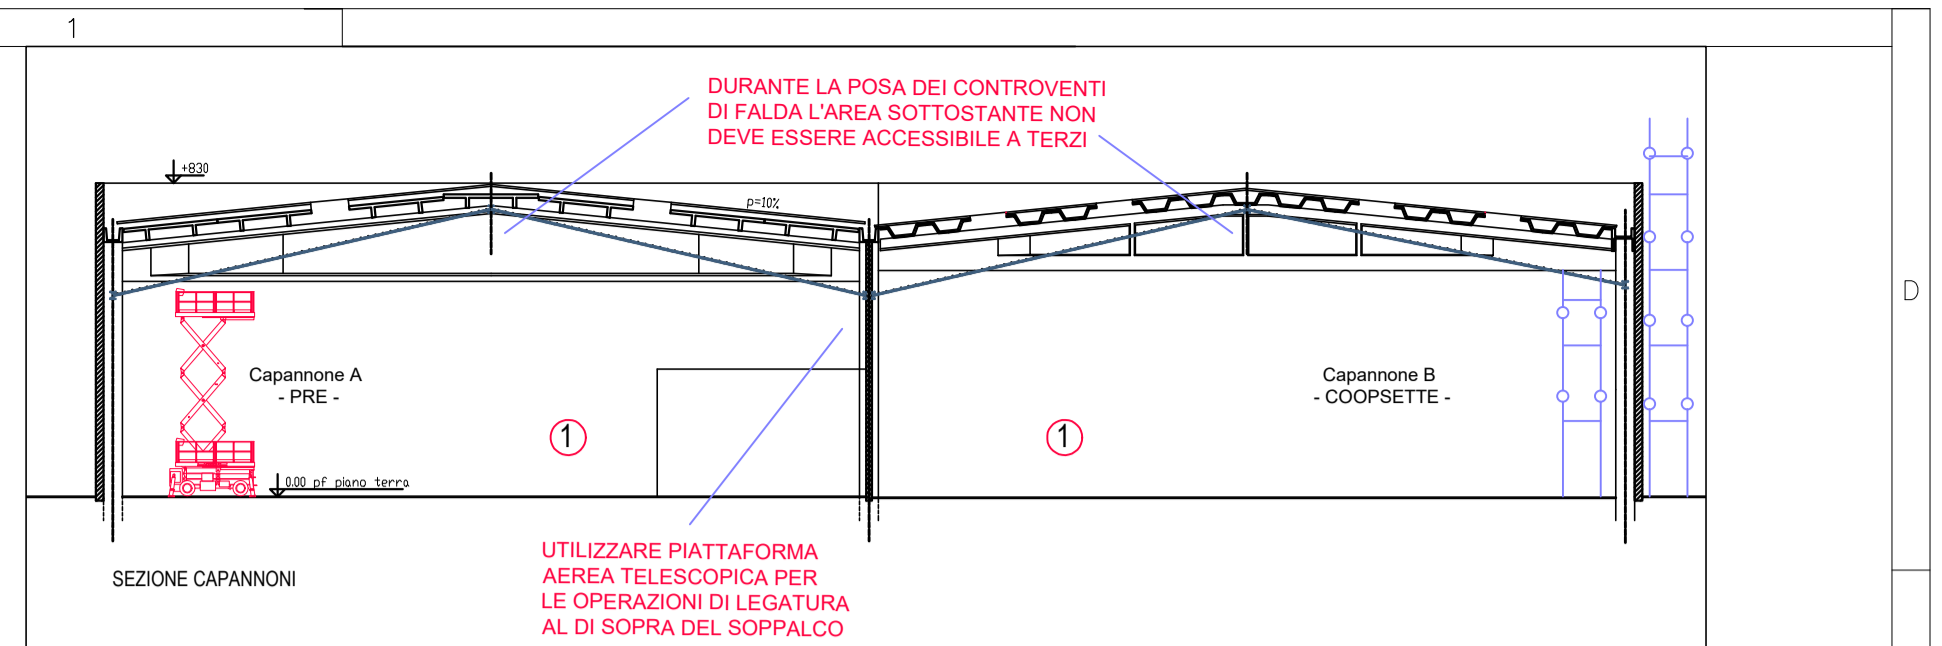 1
DURANTE LA POSA DEI CONTROVENTI
DI FALDA L'AREA SOTTOSTANTE NON
DEVE ESSERE ACCESSIBILE A TERZI
+830
p=10%
D
Capannone A
- PRE -
Capannone B
- COOPSETTE -
1
1
0.00 pf piano terra
UTILIZZARE PIATTAFORMA
AEREA TELESCOPICA PER
LE OPERAZIONI DI LEGATURA
AL DI SOPRA DEL SOPPALCO
SEZIONE CAPANNONI